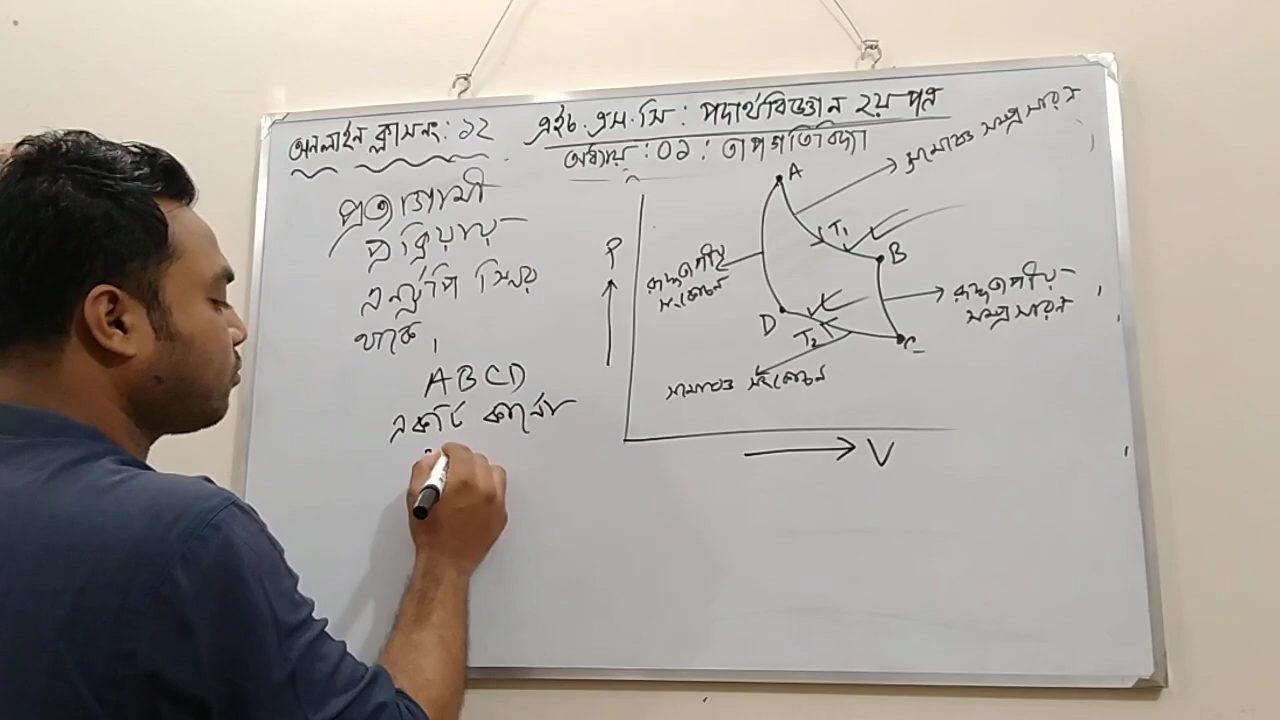 অনলাইন ক্লাস নং: ১২
এইচ.এস.সি: পদার্থবিজ্ঞান ২য় পত্র
অধ্যায়: ০১: তাপগতিবিদ্যা
প্রত্যাগামী
প্রক্রিয়ায়
এনট্রপি স্থির
থাকে।
ABCD
একটি কার্নো
A
সমোষ্ণ সম্প্রসারণ
T₁
B
P
রুদ্ধতাপীয়
সংকোচন
রুদ্ধতাপীয়
সম্প্রসারণ
D
T₂
C
সমোষ্ণ সংকোচন
V